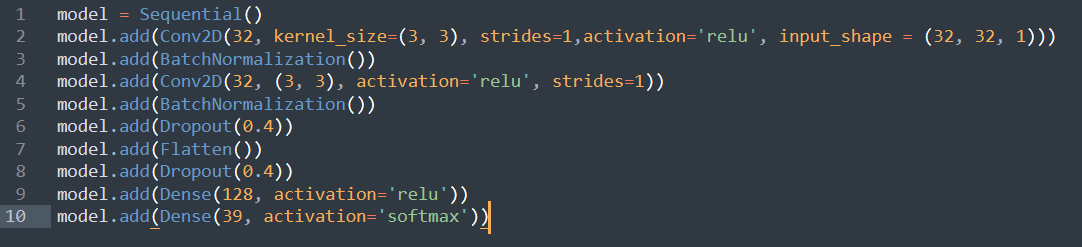 1 model = Sequential()
2 model.add(Conv2D(32, kernel_size=(3, 3), strides=1,activation='relu', input_shape = (32, 32, 1)))
3 model.add(BatchNormalization())
4 model.add(Conv2D(32, (3, 3), activation='relu', strides=1))
5 model.add(BatchNormalization())
6 model.add(Dropout(0.4))
7 model.add(Flatten())
8 model.add(Dropout(0.4))
9 model.add(Dense(128, activation='relu'))
10 model.add(Dense(39, activation='softmax'))